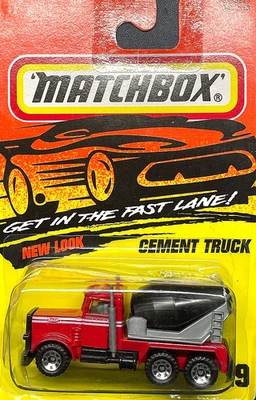 'MATCHBOX'®
GET IN THE FAST LANE!
NEW LOOK
CEMENT TRUCK
9